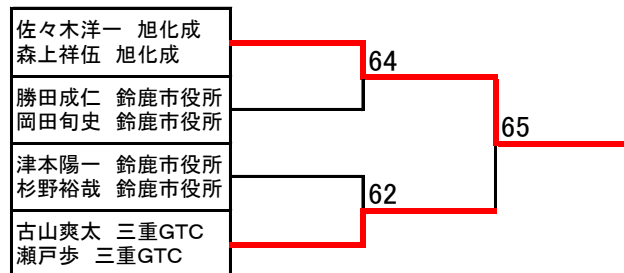 佐々木洋一 旭化成
森上祥伍 旭化成
勝田成仁 鈴鹿市役所
岡田旬史 鈴鹿市役所
津本陽一 鈴鹿市役所
杉野裕哉 鈴鹿市役所
古山爽太 三重GTC
瀬戸歩 三重GTC
64
62
65